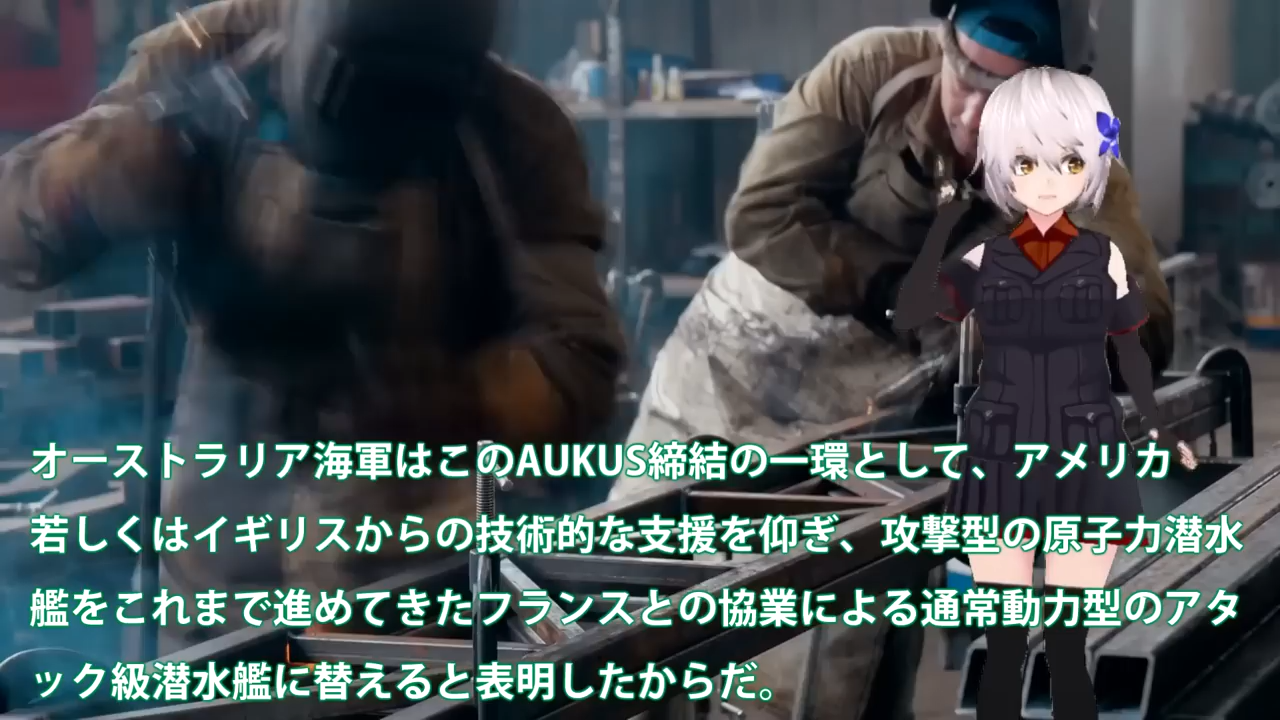 オーストラリア海軍はこのAUKUS締結の一環として、アメリカ
若しくはイギリスからの技術的な支援を仰ぎ、攻撃型の原子力潜水
艦をこれまで進めてきたフランスとの協業による通常動力型のアタ
ック級潜水艦に替えると表明したからだ。